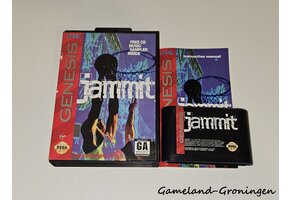 GENESIS
FREE CD
MUSIC
SAMPLER
INSIDE
jammit
GA
SEGA
instruction manual
GENESIS
jammit
GENESIS
jammit
SEGA
Gameland-Groningen